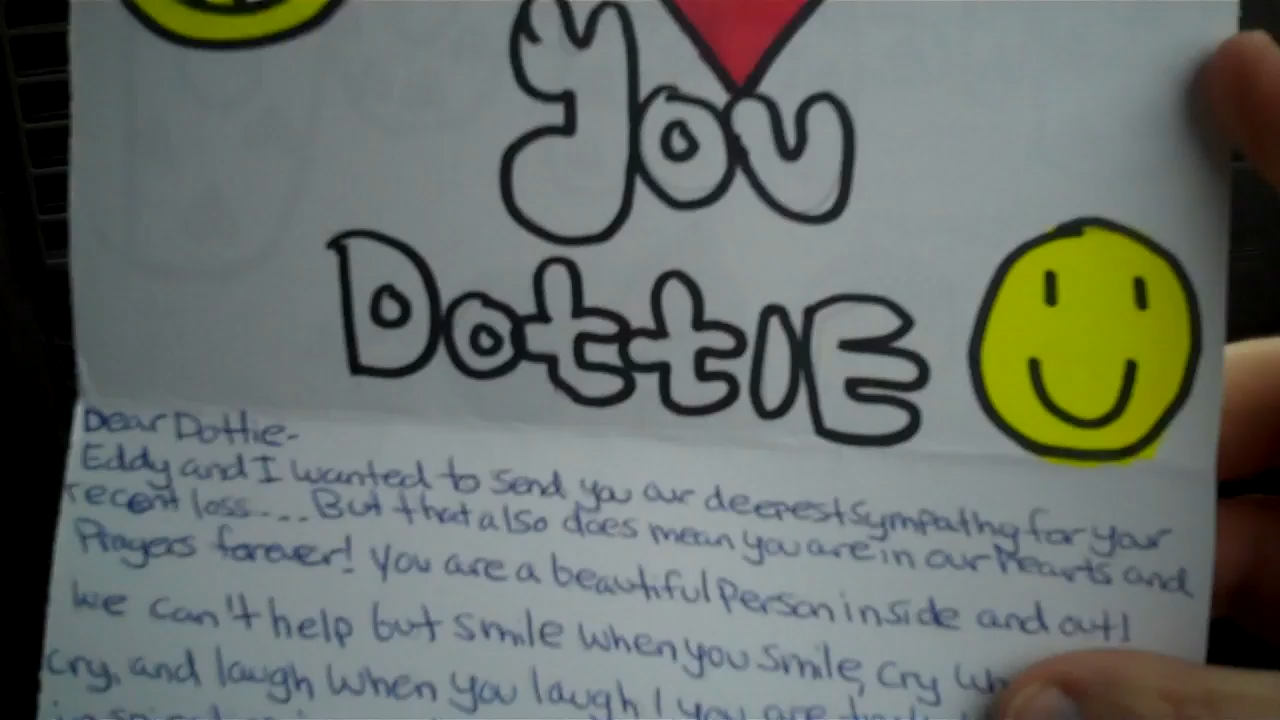 you
DottIE
Dear Dottie-
Eddy and I wanted to send you our deerest sympathy for your
recent loss.... But that also does mean you are in our hearts and
Prayers forever! You are a beautiful person inside and out!
We can't help but smile when you smile, cry
cry, and laugh when you laugh! you are